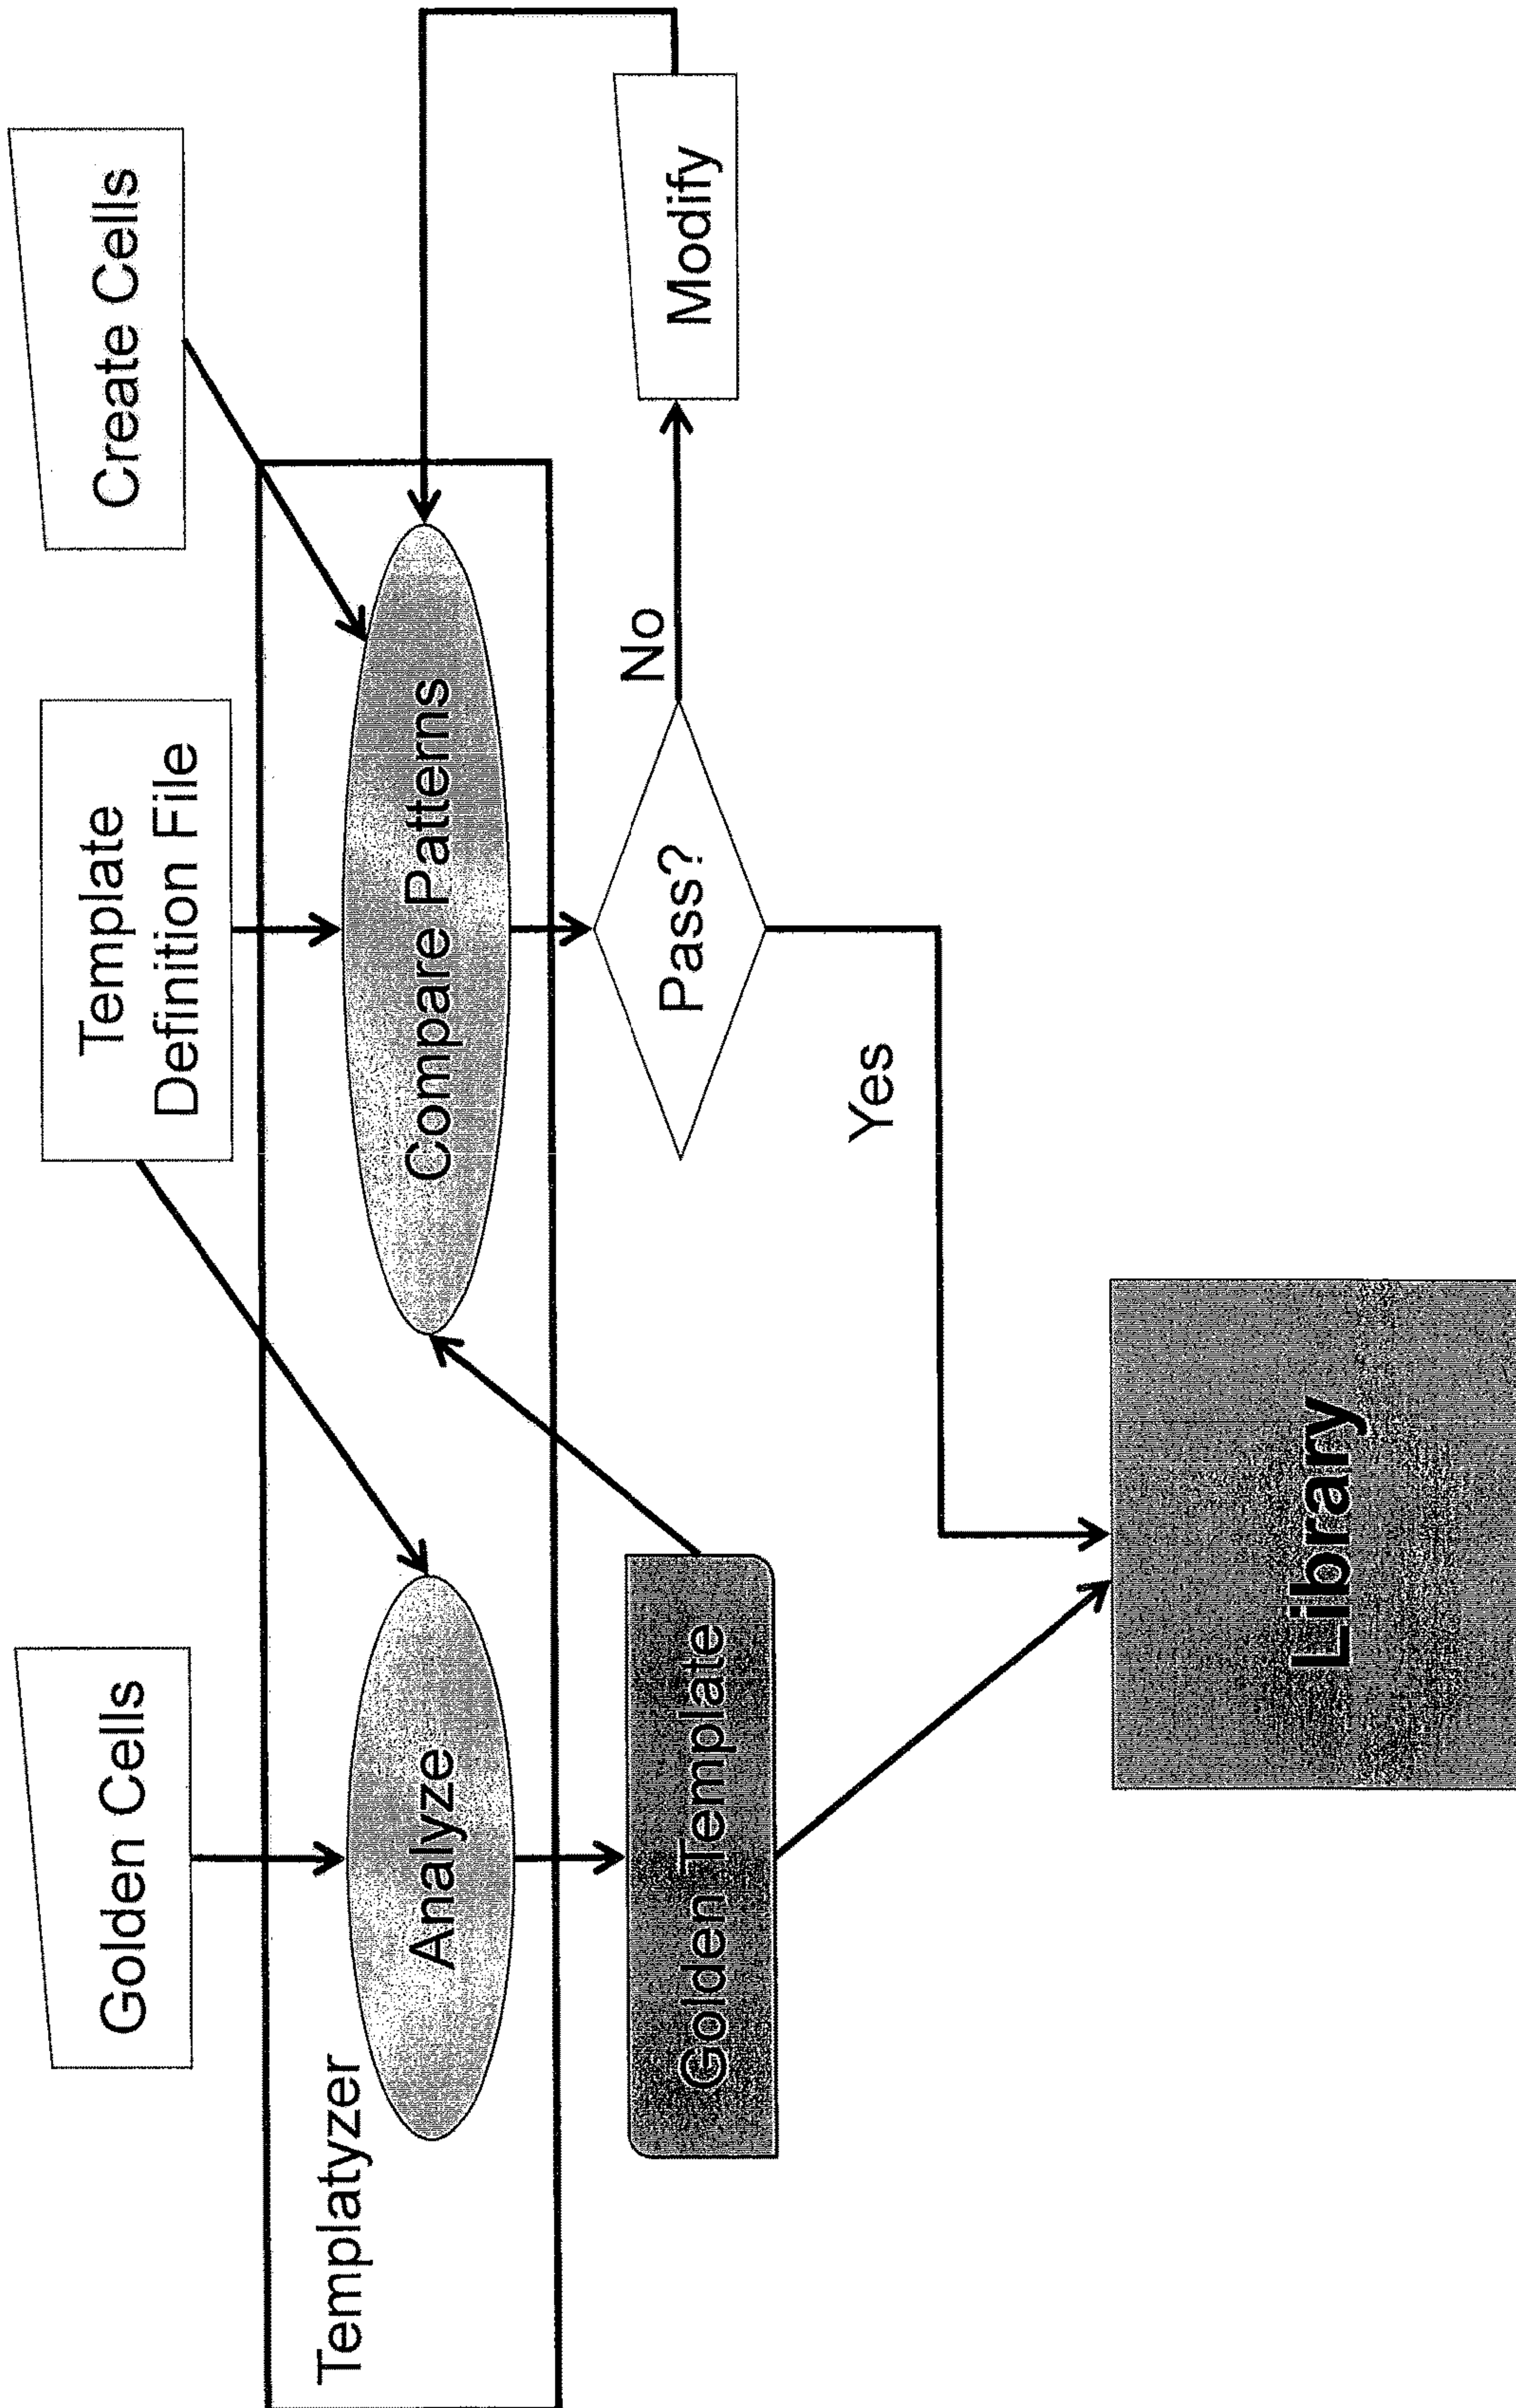 Golden Cells
Template
Definition File
Create Cells
Templatyzer
Analyze
Compare Patterns
Golden Template
Pass?
No
Modify
Yes
Library